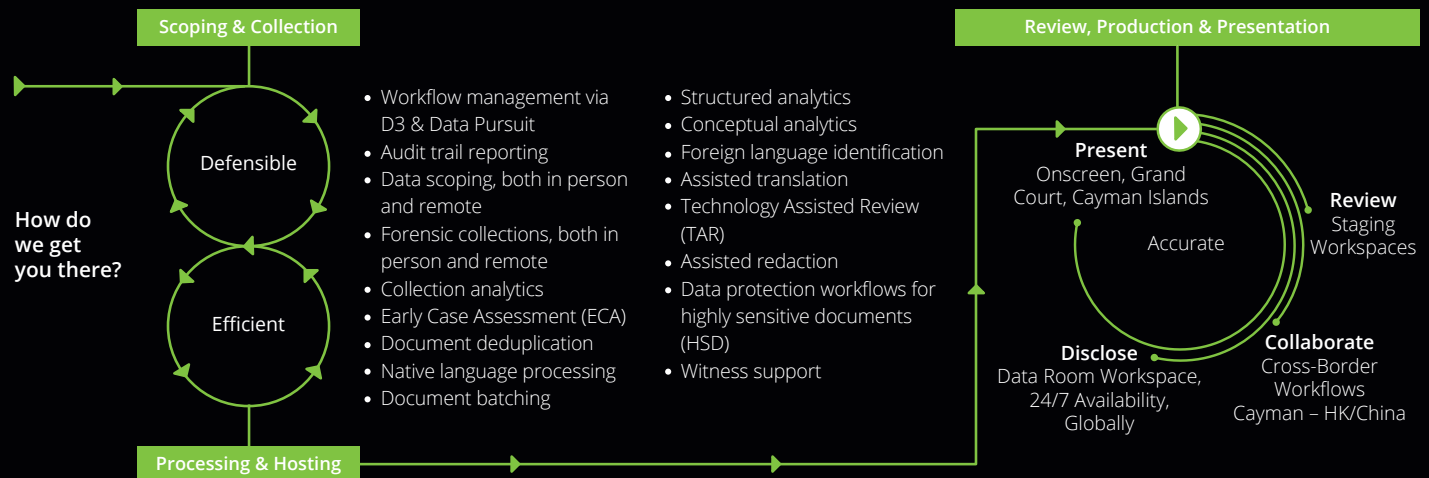 Scoping & Collection
Review, Production & Presentation
How do
we get
you there?
Defensible
Efficient
Processing & Hosting
• Workflow management via
D3 & Data Pursuit
• Audit trail reporting
• Data scoping, both in person
and remote
• Forensic collections, both in
person and remote
• Collection analytics
• Early Case Assessment (ECA)
• Document deduplication
• Native language processing
• Document batching
• Structured analytics
• Conceptual analytics
• Foreign language identification
• Assisted translation
• Technology Assisted Review
(TAR)
• Assisted redaction
• Data protection workflows for
highly sensitive documents
(HSD)
• Witness support
Present
Onscreen, Grand
Court, Cayman Islands
Accurate
Review
Staging
Workspaces
Collaborate
Cross-Border
Workflows
Cayman – HK/China
Disclose
Data Room Workspace,
24/7 Availability,
Globally